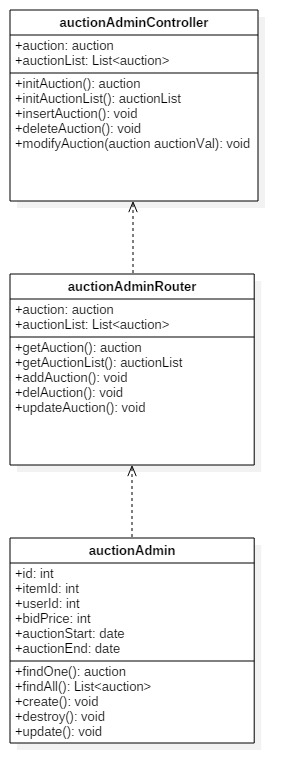 auctionAdminController
+auction: auction
+auctionList: List<auction>
+initAuction(): auction
+initAuctionList(): auctionList
+insertAuction(): void
+deleteAuction(): void
+modifyAuction(auction auctionVal): void
auctionAdminRouter
+auction: auction
+auctionList: List<auction>
+getAuction(): auction
+getAuctionList(): auctionList
+addAuction(): void
+delAuction(): void
+updateAuction(): void
auctionAdmin
+id: int
+itemId: int
+userId: int
+bidPrice: int
+auctionStart: date
+auctionEnd: date
+findOne(): auction
+findAll(): List<auction>
+create(): void
+destroy(): void
+update(): void